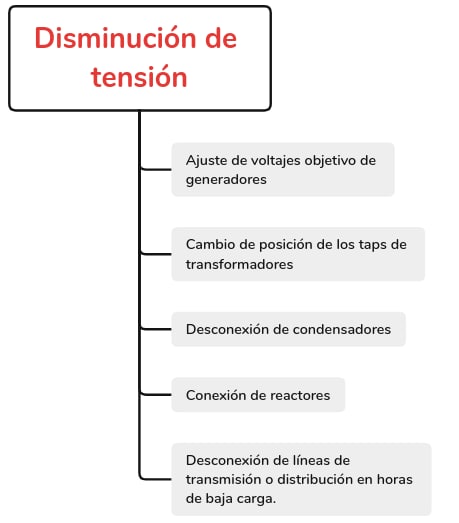 Disminución de
tensión
Ajuste de voltajes objetivo de
generadores
Cambio de posición de los taps de
transformadores
Desconexión de condensadores
Conexión de reactores
Desconexión de líneas de
transmisión o distribución en horas
de baja carga.